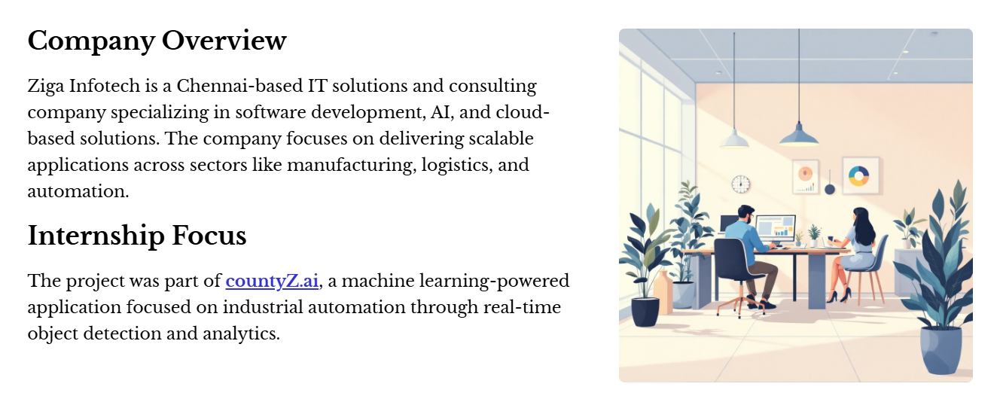 Company Overview
Ziga Infotech is a Chennai-based IT solutions and consulting
company specializing in software development, AI, and cloud-
based solutions. The company focuses on delivering scalable
applications across sectors like manufacturing, logistics, and
automation.
Internship Focus
The project was part of countyZ.ai, a machine learning-powered
application focused on industrial automation through real-time
object detection and analytics.